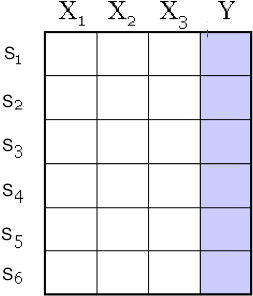 X₁ X₂ X₃ Y
S₁
S₂
S₃
S₄
S₅
S₆